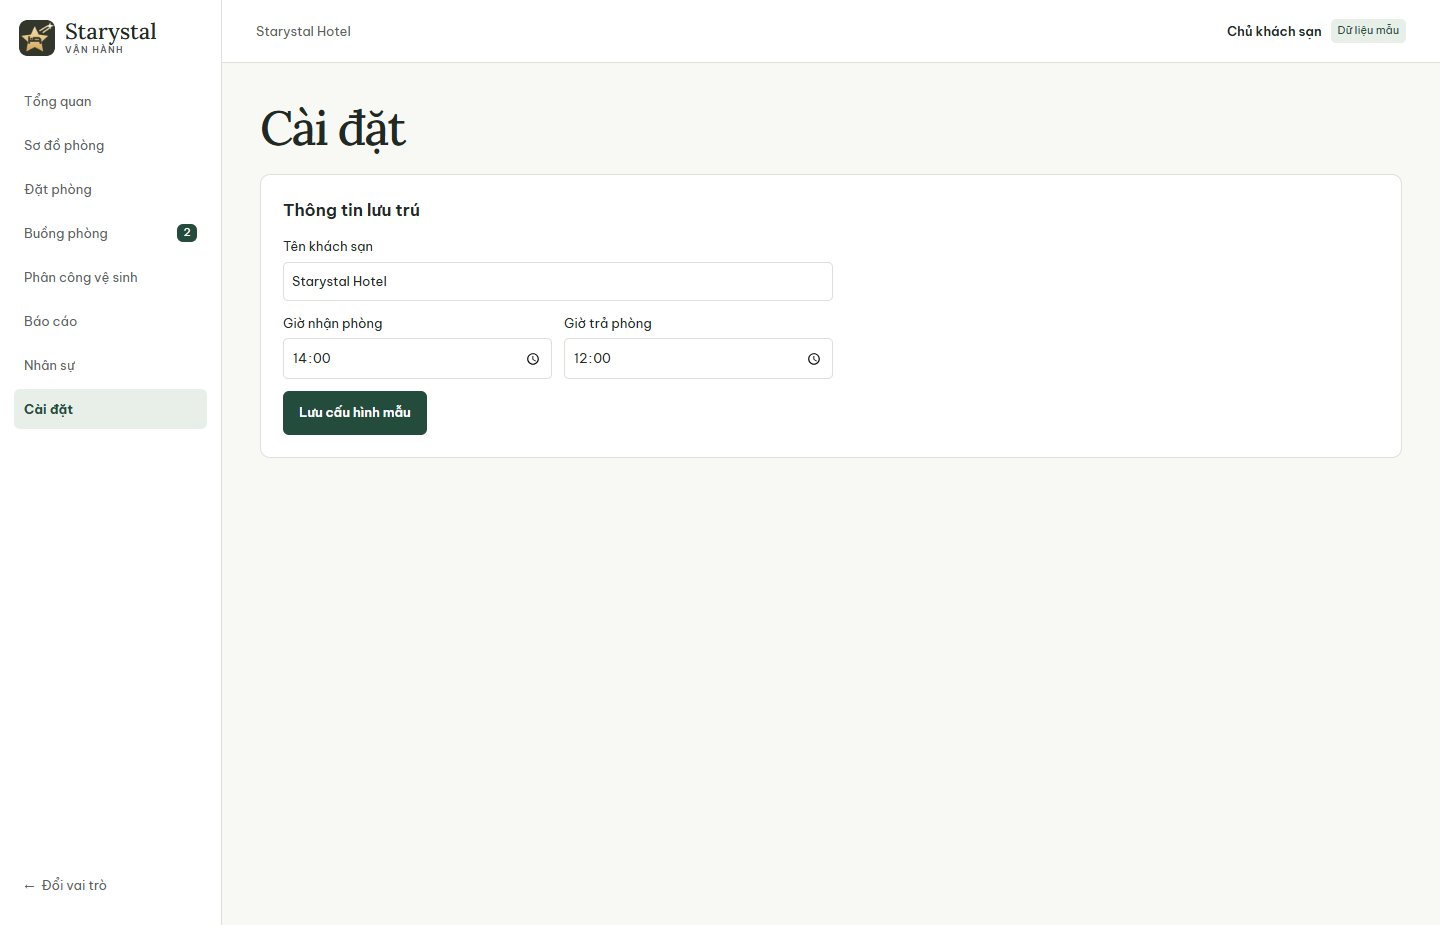 Starystal
VẬN HÀNH
Tổng quan
Sơ đồ phòng
Đặt phòng
Buồng phòng 2
Phân công vệ sinh
Báo cáo
Nhân sự
Cài đặt
← Đổi vai trò
Starystal Hotel
Chủ khách sạn Dữ liệu mẫu
Cài đặt
Thông tin lưu trú
Tên khách sạn
Starystal Hotel
Giờ nhận phòng Giờ trả phòng
14:00 12:00
Lưu cấu hình mẫu